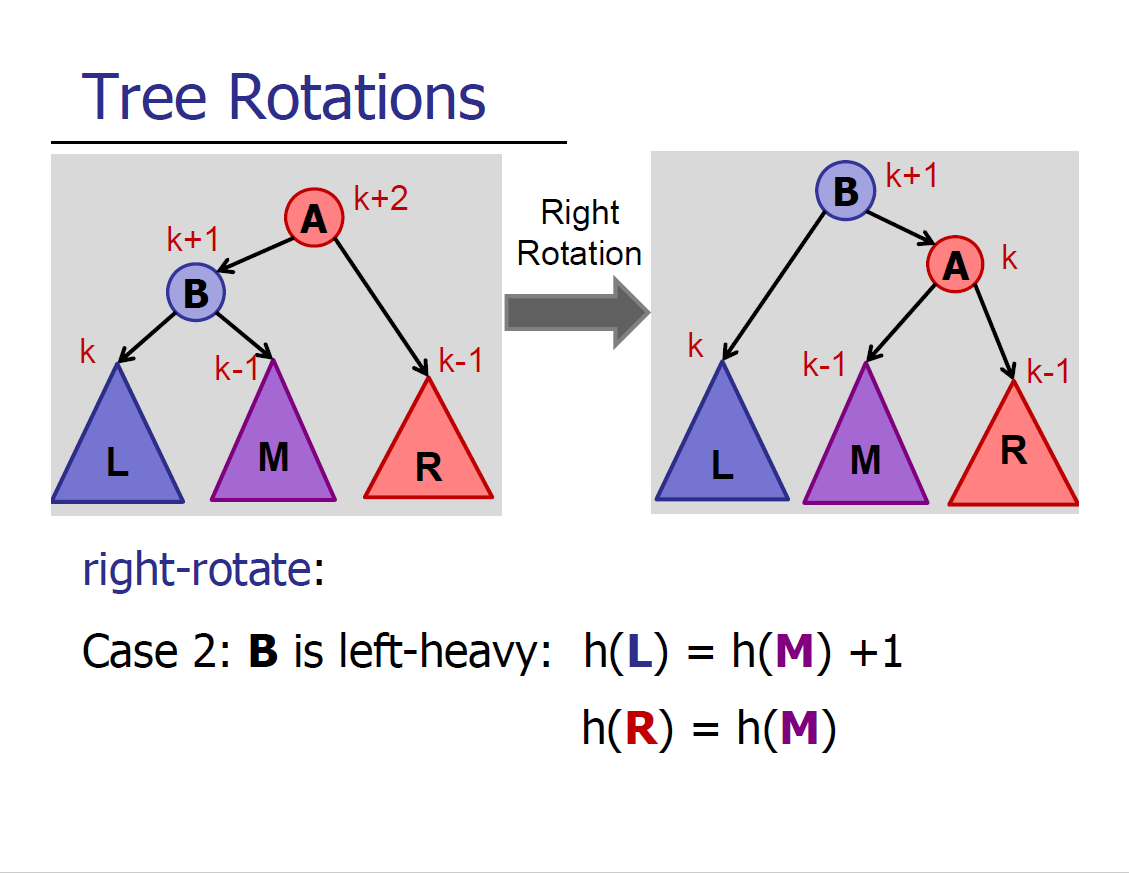 Tree Rotations
A k+2
k+1
B
k
k-1
k-1
L
M
R
Right
Rotation
B k+1
A k
k
k-1
k-1
L
M
R
right-rotate:
Case 2: B is left-heavy: h(L) = h(M) +1
h(R) = h(M)